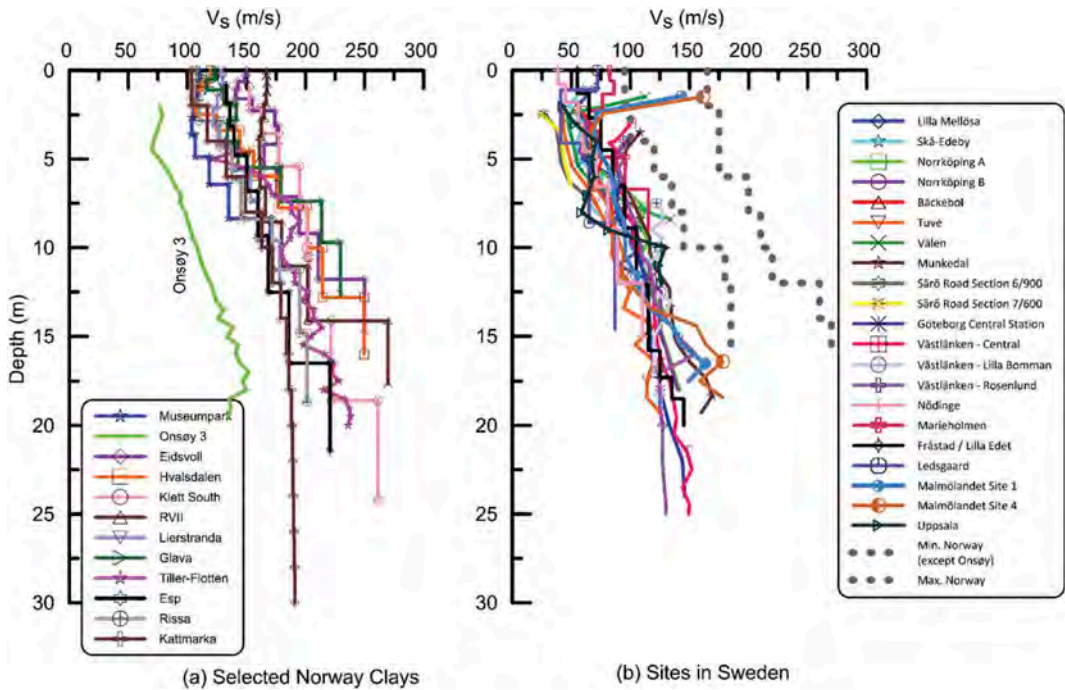 Vs (m/s)
0 50 100 150 200 250 300
Depth (m)
0
5
10
15
20
25
30
Onsøy 3
Museumpark
Onsøy 3
Eidsvoll
Hvalsdalen
Klett South
RVII
Lierstranda
Glava
Tiller-Flotten
Esp
Rissa
Kattmarka
(a) Selected Norway Clays
Vs (m/s)
0 50 100 150 200 250 300
0
5
10
15
20
25
30
Lilla Mellösa
Skå-Edeby
Norrköping A
Norrköping B
Bäckebol
Tuve
Välen
Munkedal
Särö Road Section 6/900
Särö Road Section 7/600
Göteborg Central Station
Västlänken - Central
Västlänken - Lilla Bomman
Västlänken - Rosenlund
Nödinge
Marieholmen
Fråstad / Lilla Edet
Ledsgaard
Malmölandet Site 1
Malmölandet Site 4
Uppsala
Min. Norway
(except Onsøy)
Max. Norway
(b) Sites in Sweden